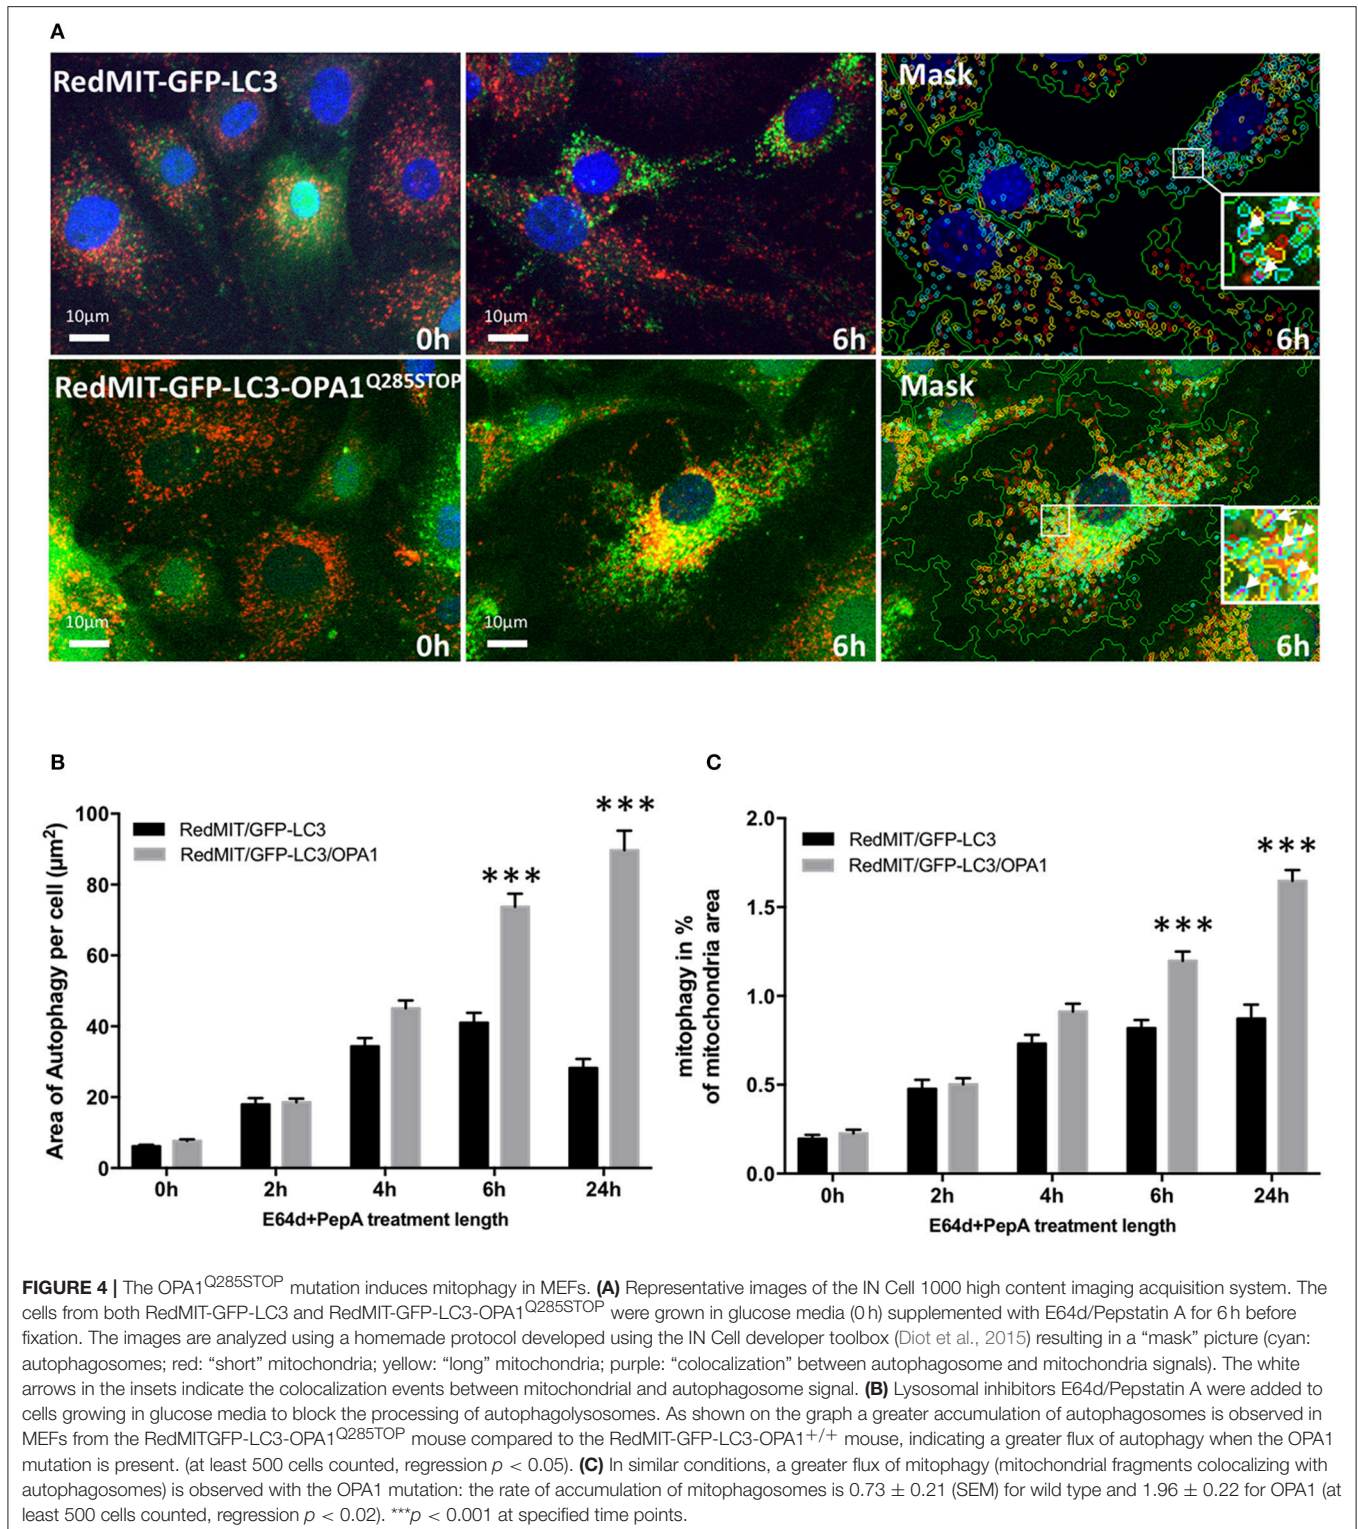 A
RedMIT-GFP-LC3
Mask
10µm
0h
6h
6h
RedMIT-GFP-LC3-OPA1Q285STOP
Mask
10µm
0h
10µm
6h
6h
B
Area of Autophagy per cell (µm2)
100
80
60
40
20
0
RedMIT/GFP-LC3
RedMIT/GFP-LC3/OPA1
***
***
0h 2h 4h 6h 24h
E64d+PepA treatment length
C
mitophagy in %
of mitochondria area
2.0
1.5
1.0
0.5
0.0
RedMIT/GFP-LC3
RedMIT/GFP-LC3/OPA1
***
***
0h 2h 4h 6h 24h
E64d+PepA treatment length
FIGURE 4 | The OPA1Q285STOP mutation induces mitophagy in MEFs. (A) Representative images of the IN Cell 1000 high content imaging acquisition system. The
cells from both RedMIT-GFP-LC3 and RedMIT-GFP-LC3-OPA1Q285STOP were grown in glucose media (0 h) supplemented with E64d/Pepstatin A for 6 h before
fixation. The images are analyzed using a homemade protocol developed using the IN Cell developer toolbox (Diot et al., 2015) resulting in a “mask” picture (cyan:
autophagosomes; red: “short” mitochondria; yellow: “long” mitochondria; purple: “colocalization” between autophagosome and mitochondria signals). The white
arrows in the insets indicate the colocalization events between mitochondrial and autophagosome signal. (B) Lysosomal inhibitors E64d/Pepstatin A were added to
cells growing in glucose media to block the processing of autophagolysosomes. As shown on the graph a greater accumulation of autophagosomes is observed in
MEFs from the RedMITGFP-LC3-OPA1Q285TOP mouse compared to the RedMIT-GFP-LC3-OPA1+/+ mouse, indicating a greater flux of autophagy when the OPA1
mutation is present. (at least 500 cells counted, regression p < 0.05). (C) In similar conditions, a greater flux of mitophagy (mitochondrial fragments colocalizing with
autophagosomes) is observed with the OPA1 mutation: the rate of accumulation of mitophagosomes is 0.73 ± 0.21 (SEM) for wild type and 1.96 ± 0.22 for OPA1 (at
least 500 cells counted, regression p < 0.02). ***p < 0.001 at specified time points.